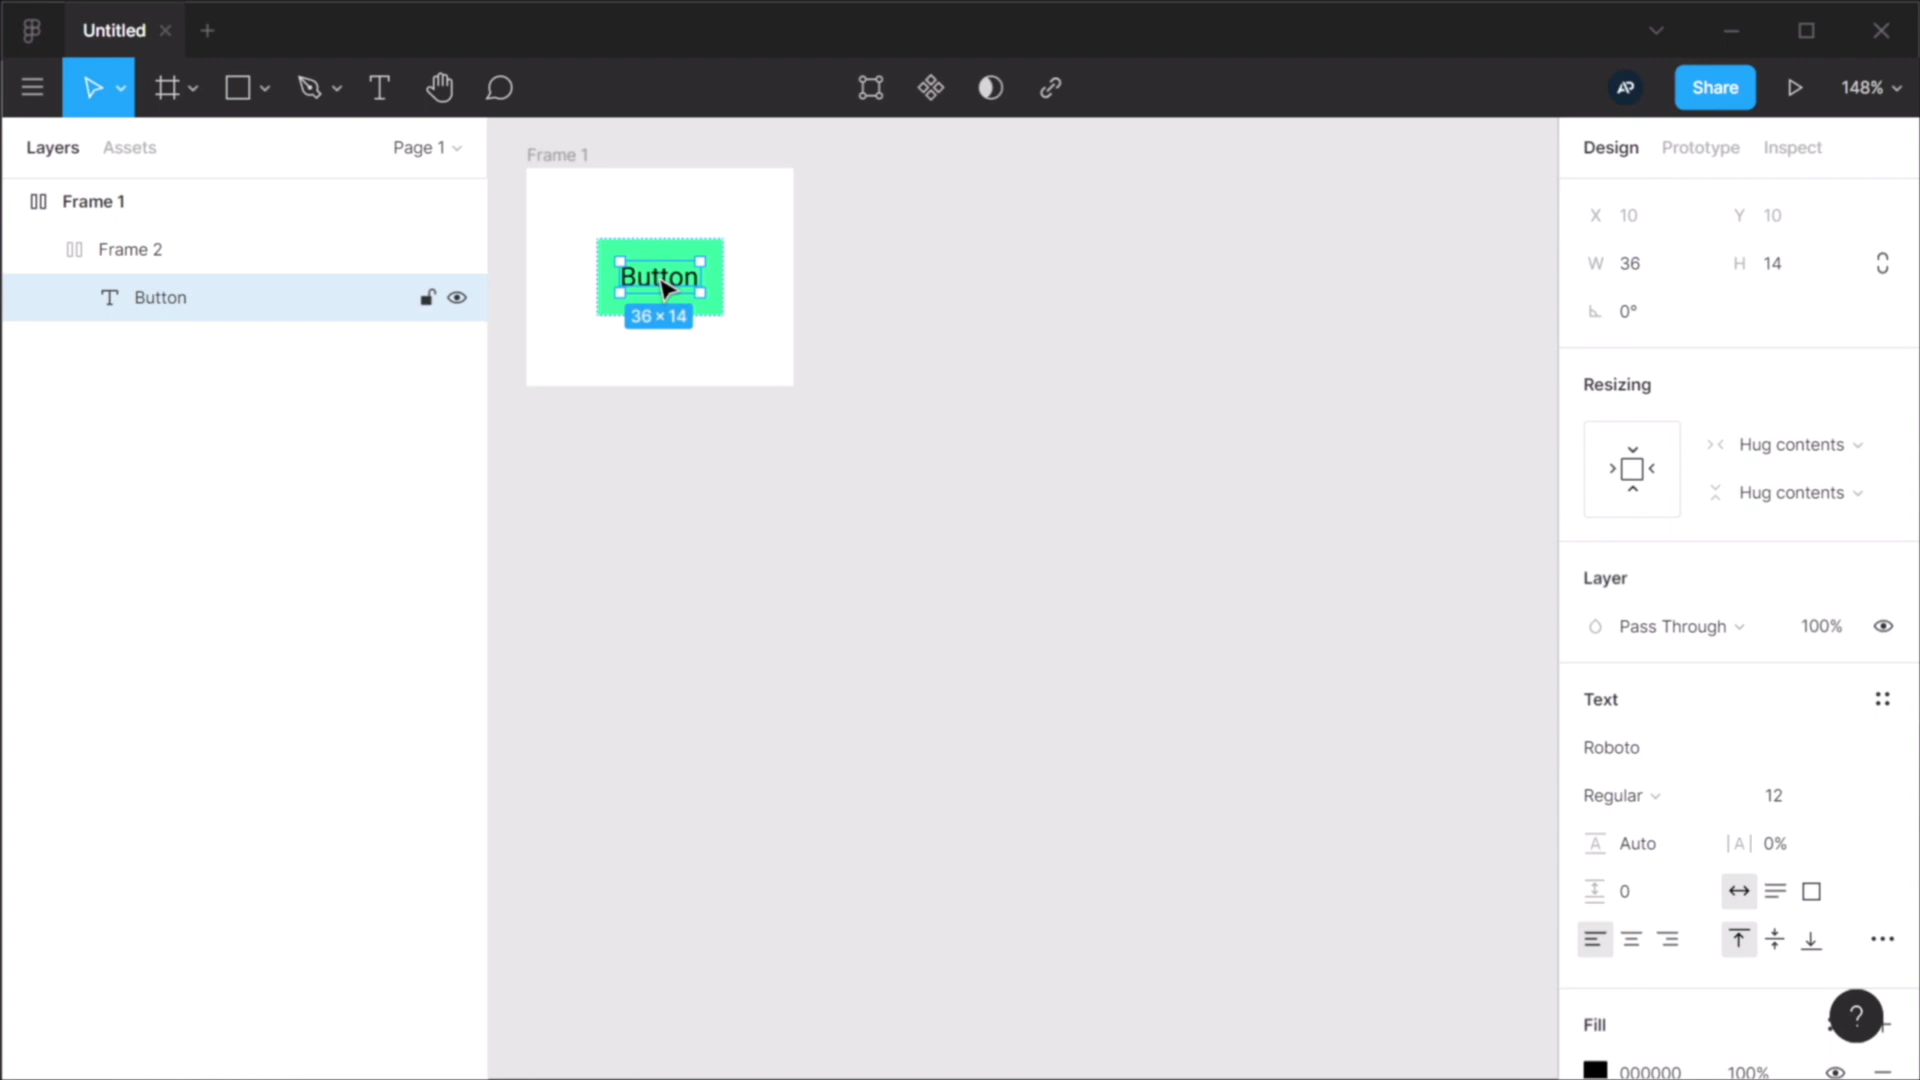 Untitled
Share
148%
Layers
Assets
Page 1
Design
Prototype
Inspect
Frame 1
Frame 2
Button
Frame 1
Button
36 × 14
X 10
Y 10
W 36
H 14
0°
Resizing
Hug contents
Hug contents
Layer
Pass Through
100%
Text
Roboto
Regular
12
A Auto
|A| 0%
0
Fill
?
000000
100%